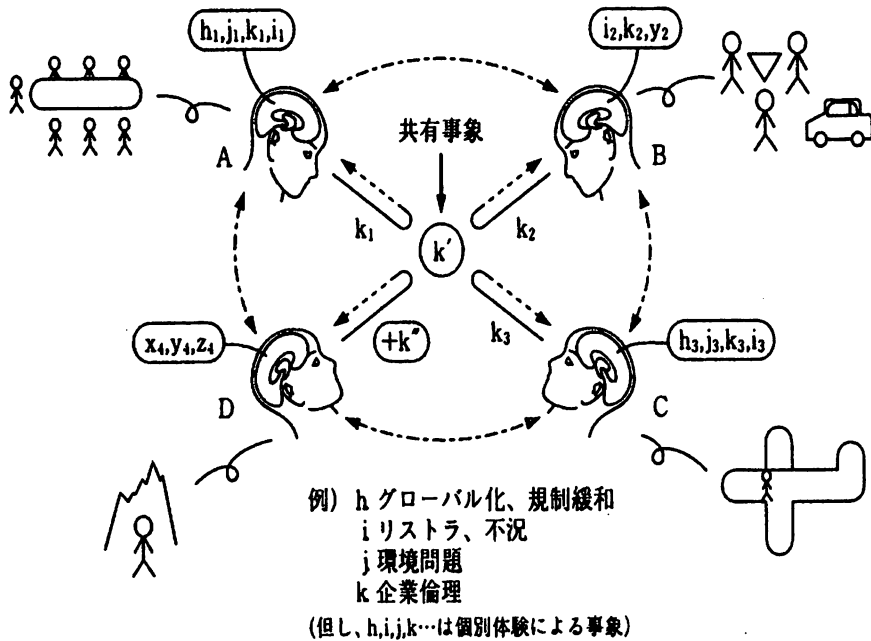 h₁,j₁,k₁,i₁
i₂,k₂,y₂
A
共有事象
B
k₁
k′
k₂
x₄,y₄,z₄
+k″
k₃
h₃,j₃,k₃,i₃
D
C
例) h グローバル化、規制緩和
i リストラ、不況
j 環境問題
k 企業倫理
(但し、h,i,j,k…は個別体験による事象)